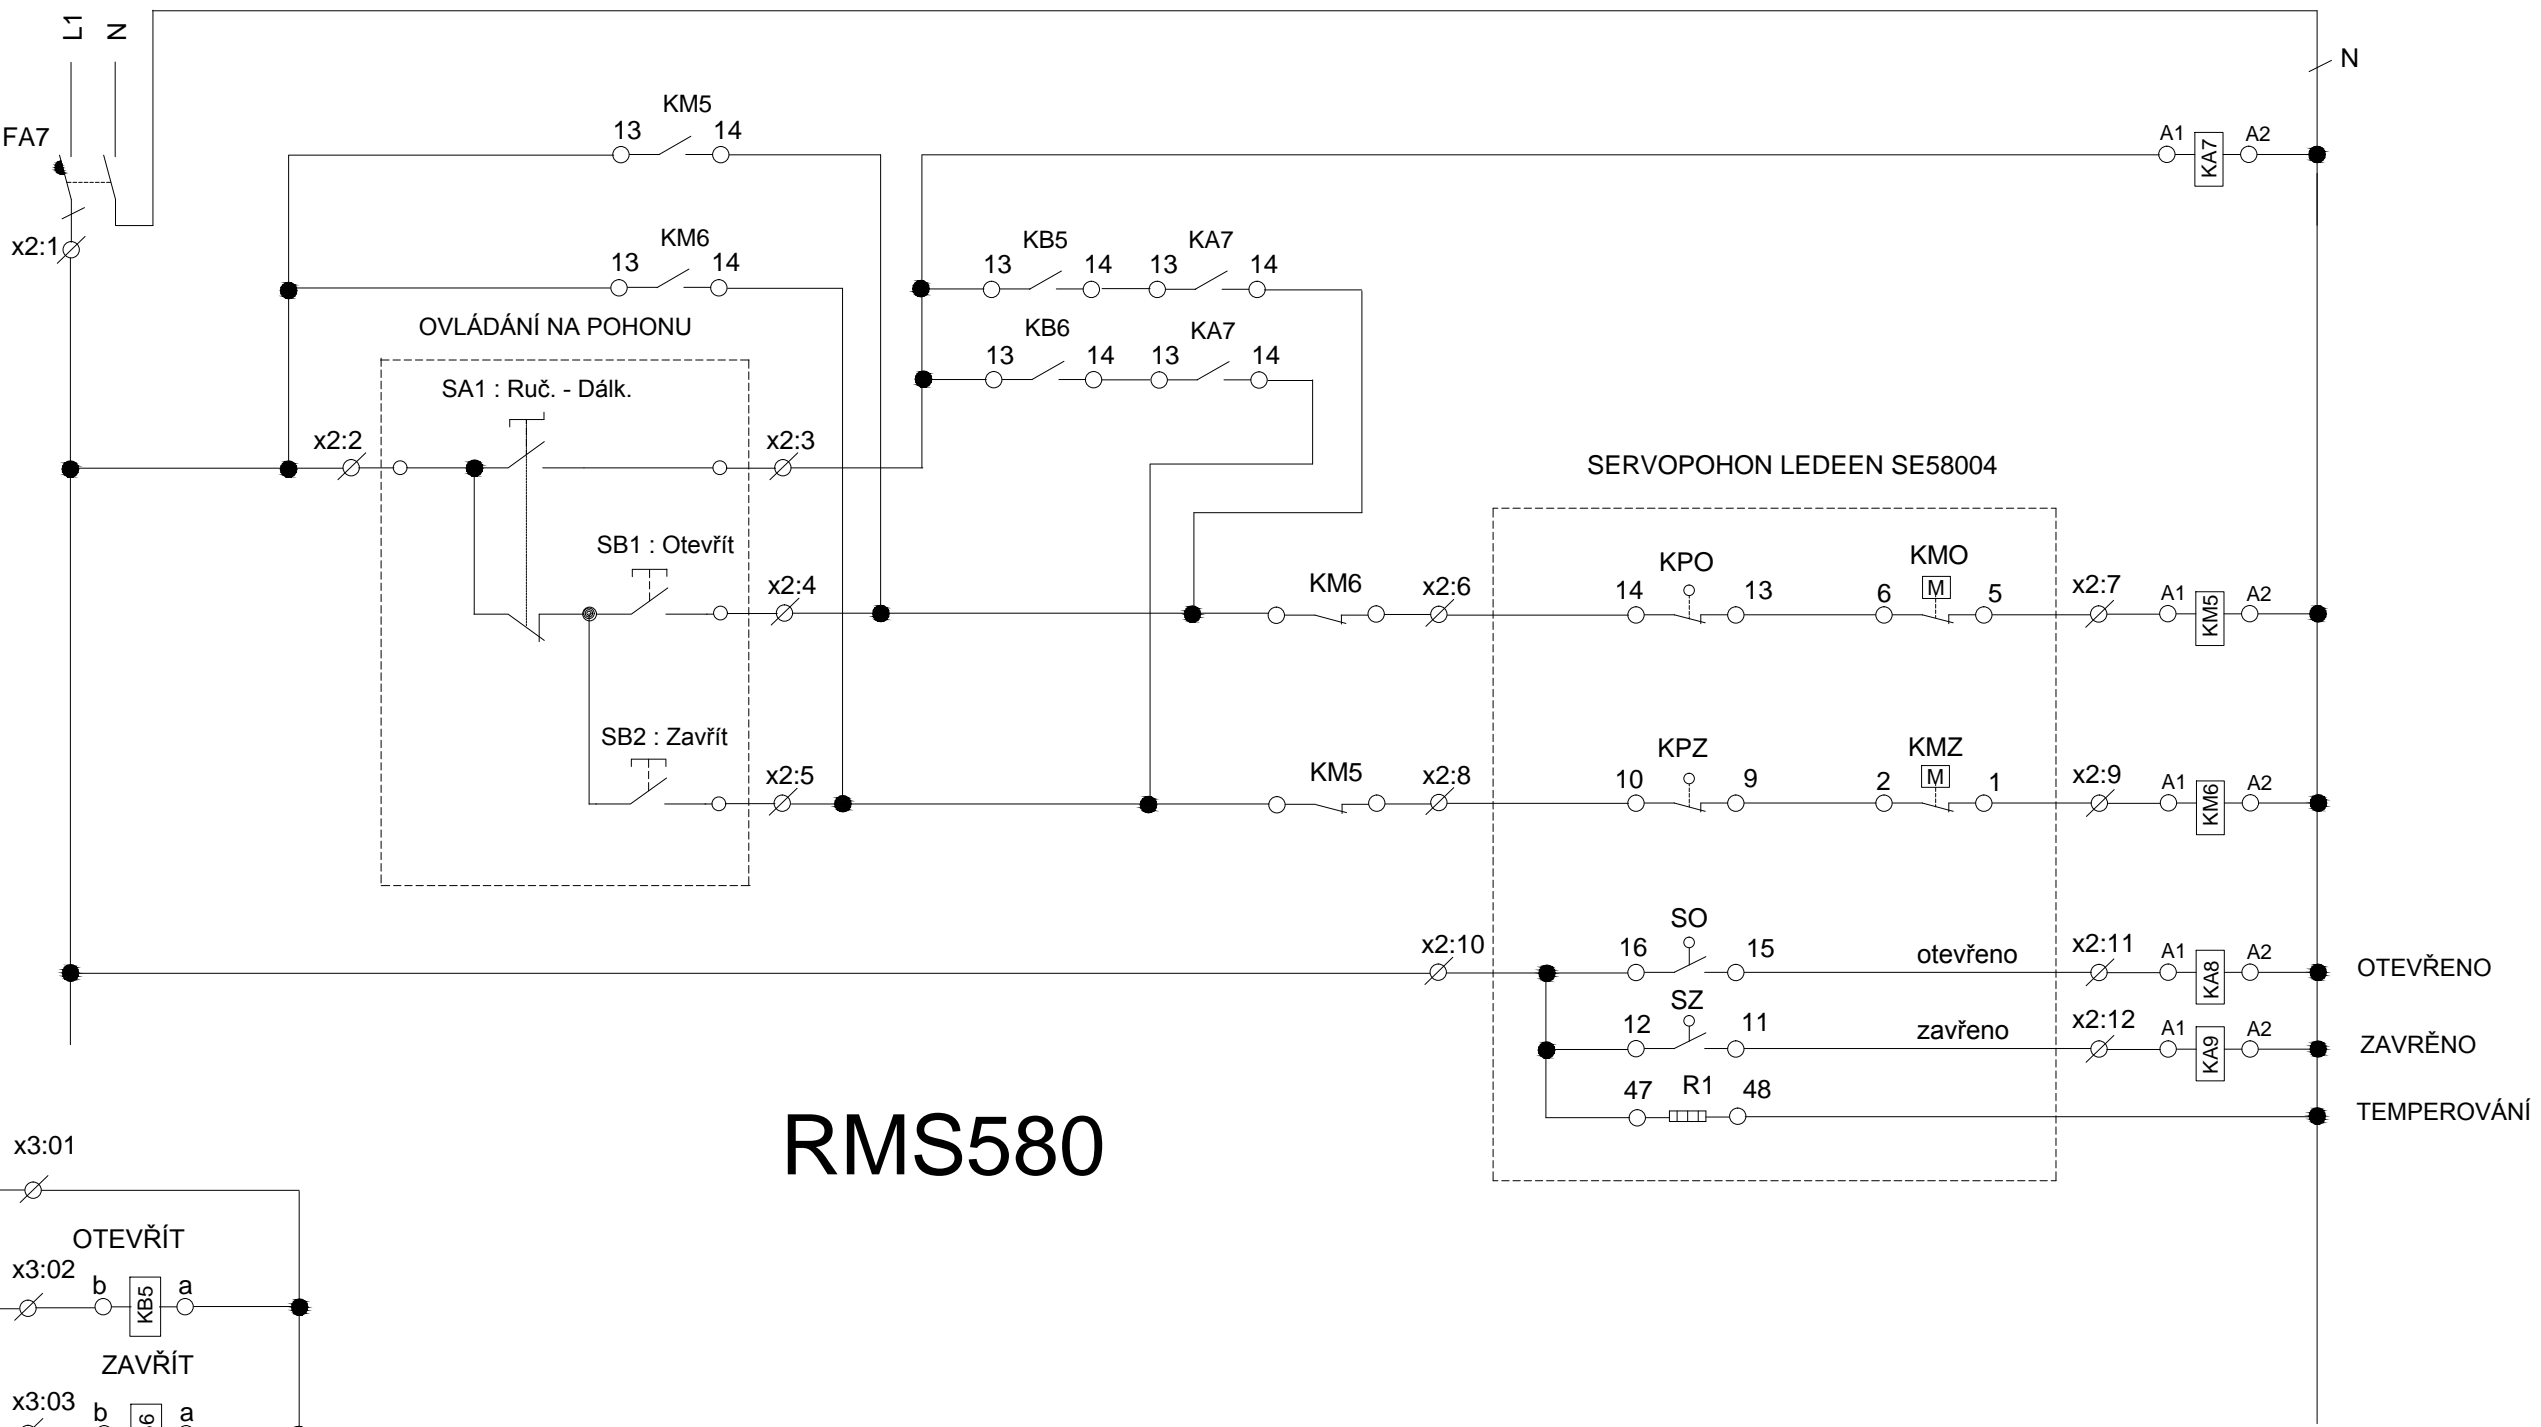 L1
N
N
FA7
x2:1
KM5
13 14
A1 KA7 A2
KM6
13 14
KB5 KA7
13 14 13 14
OVLÁDÁNÍ NA POHONU
KB6 KA7
13 14 13 14
SA1 : Ruč. - Dálk.
x2:2
x2:3
SERVOPOHON LEDEEN SE58004
SB1 : Otevřít
x2:4
KM6
x2:6
KPO
14 13
KMO
M
6 5
x2:7
A1 KM5 A2
SB2 : Zavřít
x2:5
KM5
x2:8
KPZ
10 9
KMZ
M
2 1
x2:9
A1 KM6 A2
x2:10
SO
16 15
otevřeno
x2:11
A1 KA8 A2
OTEVŘENO
SZ
12 11
zavřeno
x2:12
A1 KA9 A2
ZAVRĚNO
47 R1 48
TEMPEROVÁNÍ
RMS580
x3:01
OTEVŘÍT
x3:02
b KB5 a
ZAVŘÍT
x3:03
b a